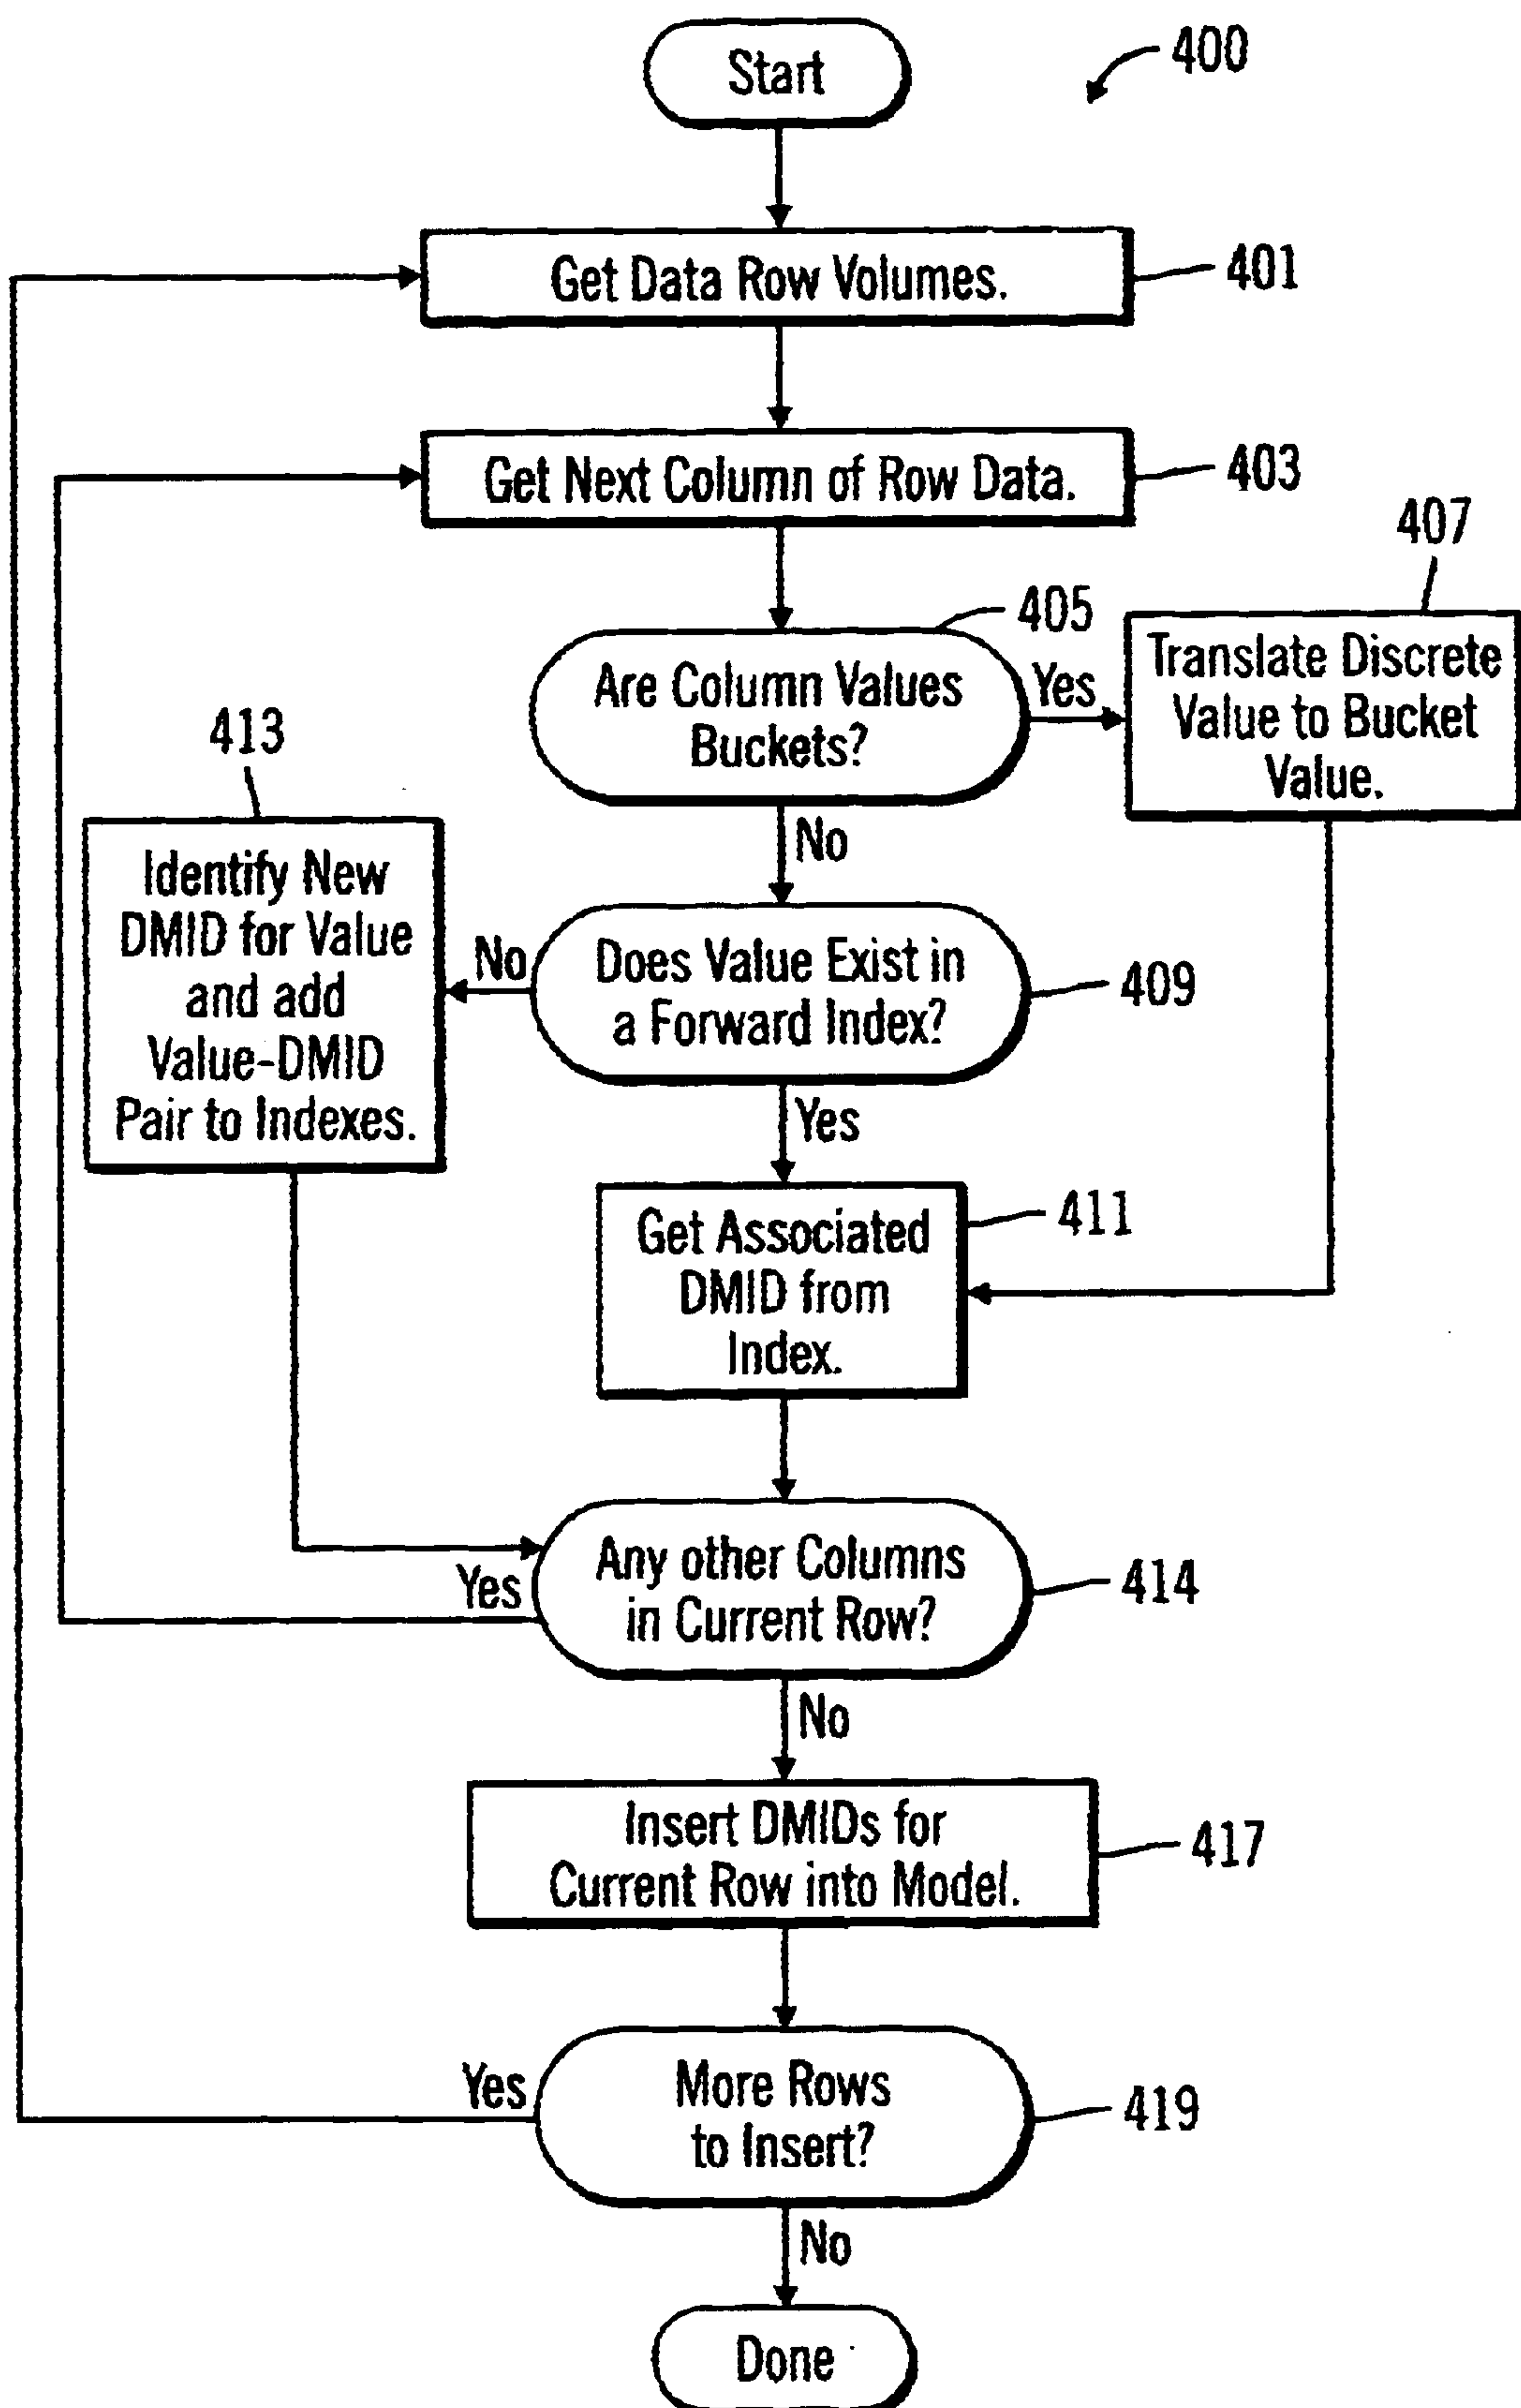 Start
400
Get Data Row Volumes.
401
Get Next Column of Row Data.
403
407
405
Are Column Values
Buckets?
Yes
Translate Discrete
Value to Bucket
Value.
413
No
Identify New
DMID for Value
and add
Value-DMID
Pair to Indexes.
No
Does Value Exist in
a Forward Index?
409
Yes
Get Associated
DMID from
Index.
411
Any other Columns
in Current Row?
414
Yes
No
Insert DMIDs for
Current Row into Model.
417
More Rows
to Insert?
419
Yes
No
Done